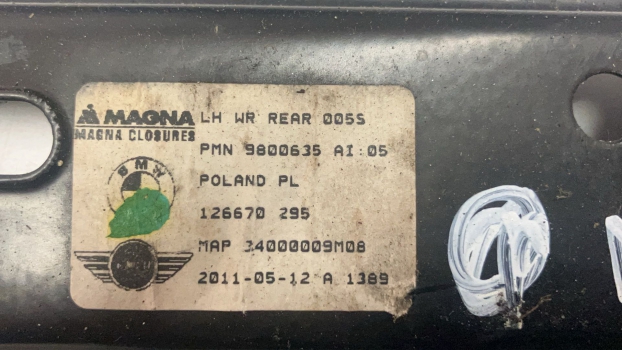 MAGNA
MAGNA CLOSURES
LH WR REAR 005S
PMN 9800635 AI:05
BMW
POLAND PL
126670 295
MAP 34000009M08
2011-05-12 A 1389